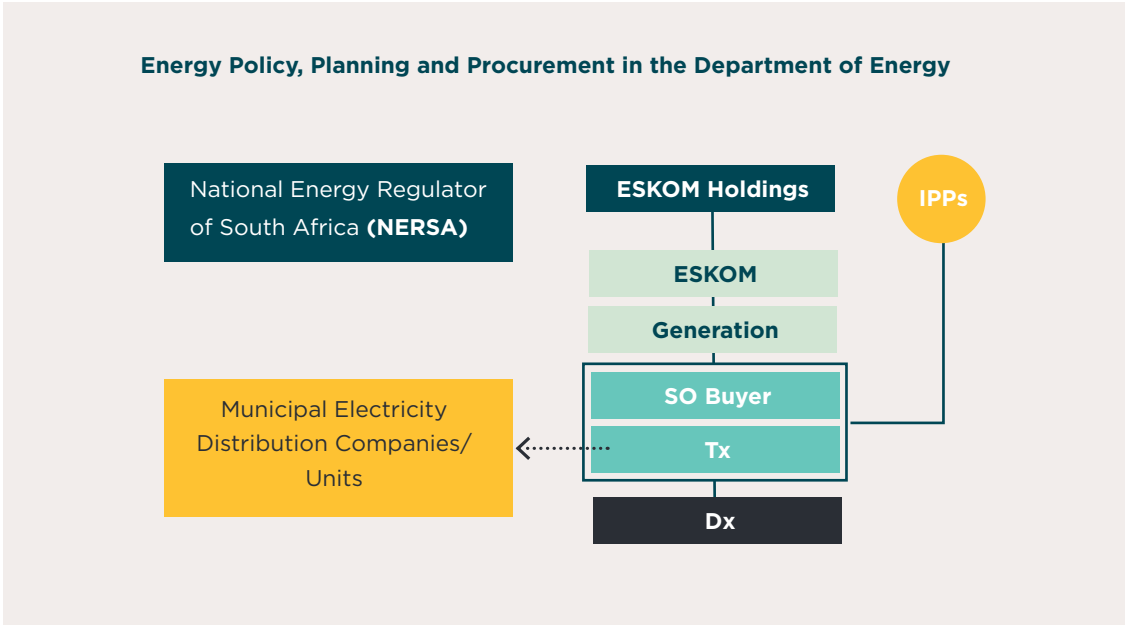 Energy Policy, Planning and Procurement in the Department of Energy
National Energy Regulator
of South Africa (NERSA)
ESKOM Holdings
IPPs
ESKOM
Generation
SO Buyer
Tx
Municipal Electricity
Distribution Companies/
Units
Dx